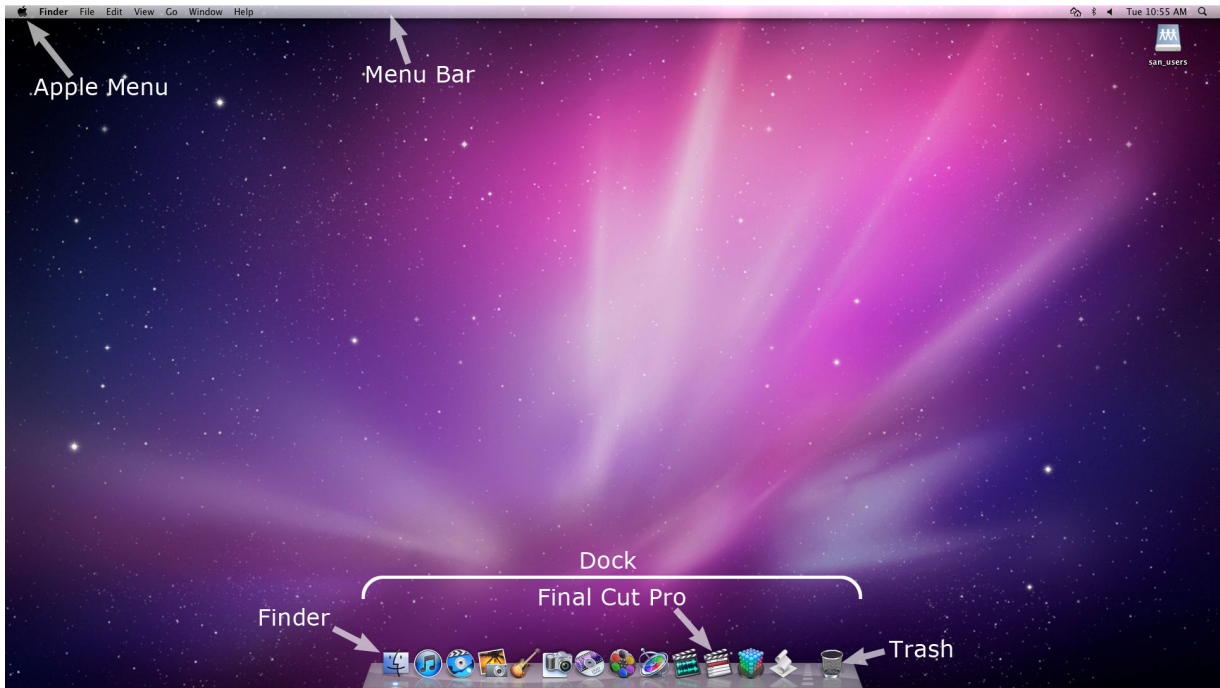 Finder File Edit View Go Window Help
Tue 10:55 AM
san_users
Apple Menu
Menu Bar
Dock
Final Cut Pro
Finder
Trash